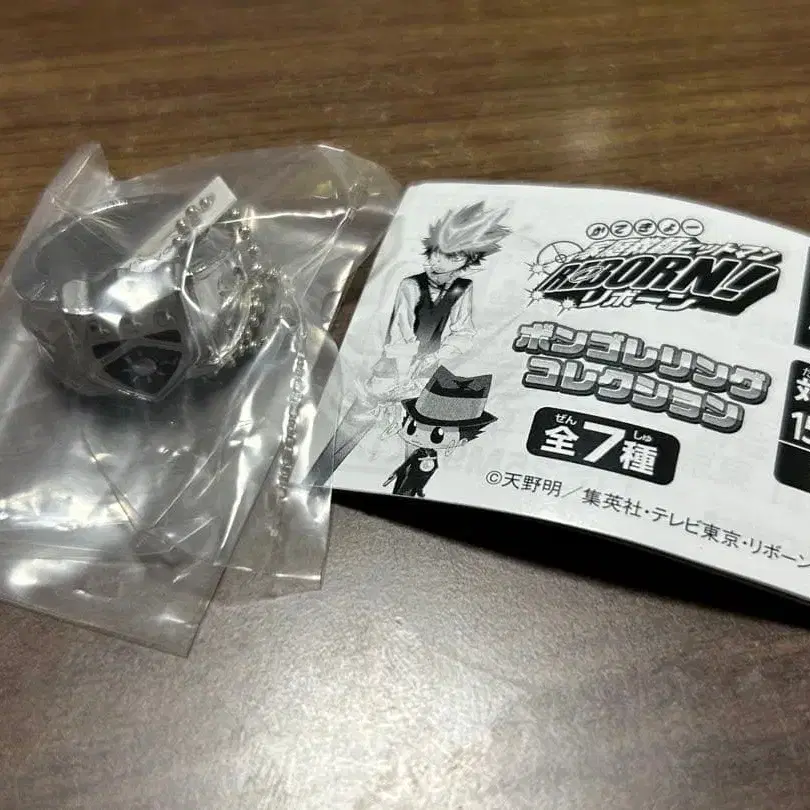 かてきょー
家庭教師ヒットマン
REBORN!
リボーン
ボンゴレリング
コレクション
ぜん しゅ
全7種
©天野明／集英社・テレビ東京・リボーン
対
15